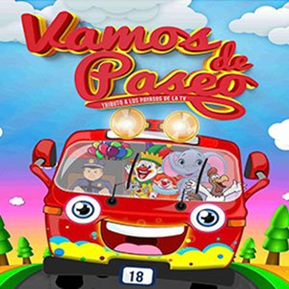 Vamos
de
Paseo
TRIBUTO A LOS PAYASOS DE LA TV
18